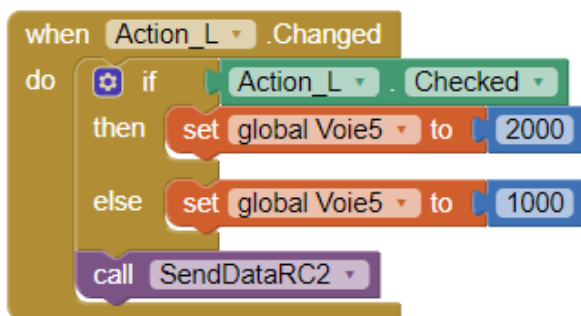 when Action_L .Changed
do if Action_L . Checked
then set global Voie5 to 2000
else set global Voie5 to 1000
call SendDataRC2